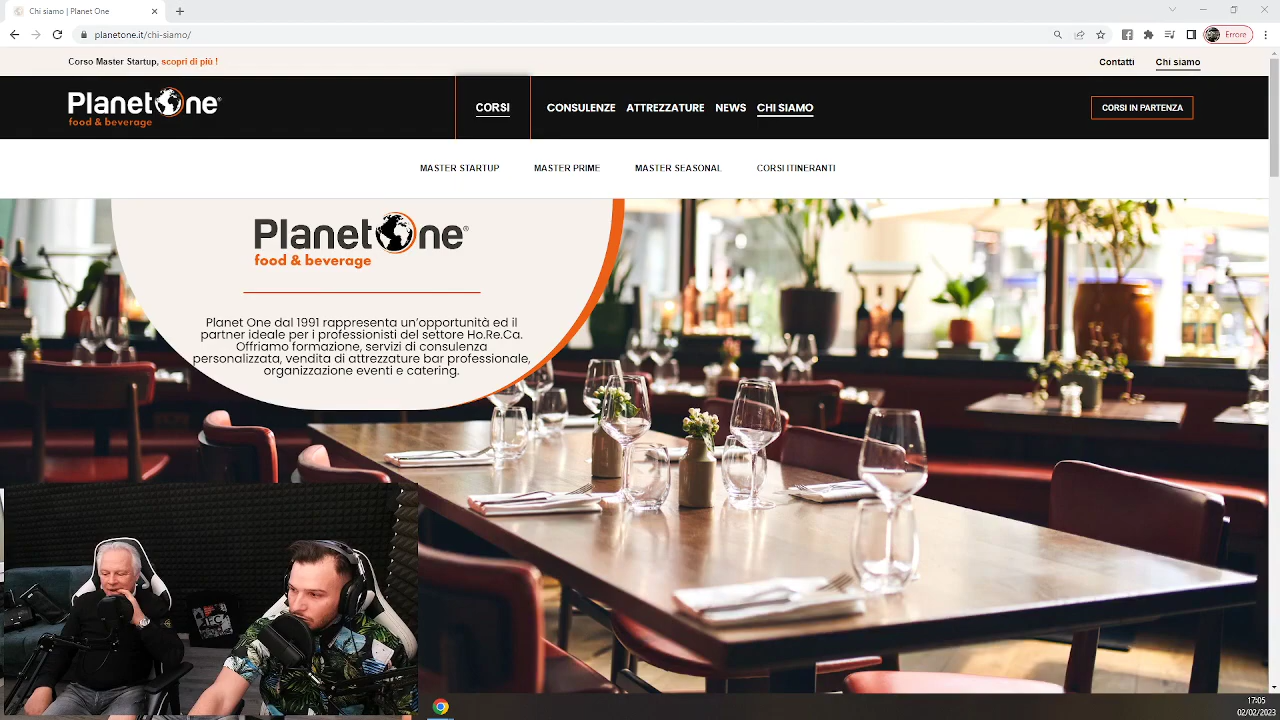 Chi siamo | Planet One
planetone.it/chi-siamo/
Errore
Corso Master Startup, scopri di più !
Contatti
Chi siamo
PlanetOne
food & beverage
CORSI
CONSULENZE
ATTREZZATURE
NEWS
CHI SIAMO
CORSI IN PARTENZA
MASTER STARTUP
MASTER PRIME
MASTER SEASONAL
CORSI ITINERANTI
PlanetOne®
food & beverage
Planet One dal 1991 rappresenta un'opportunità ed il
partner ideale per i professionisti del settore Ho.Re.Ca.
Offriamo formazione, servizi di consulenza
personalizzata, vendita di attrezzature bar professionale,
organizzazione eventi e catering.
17:05
02/02/2023